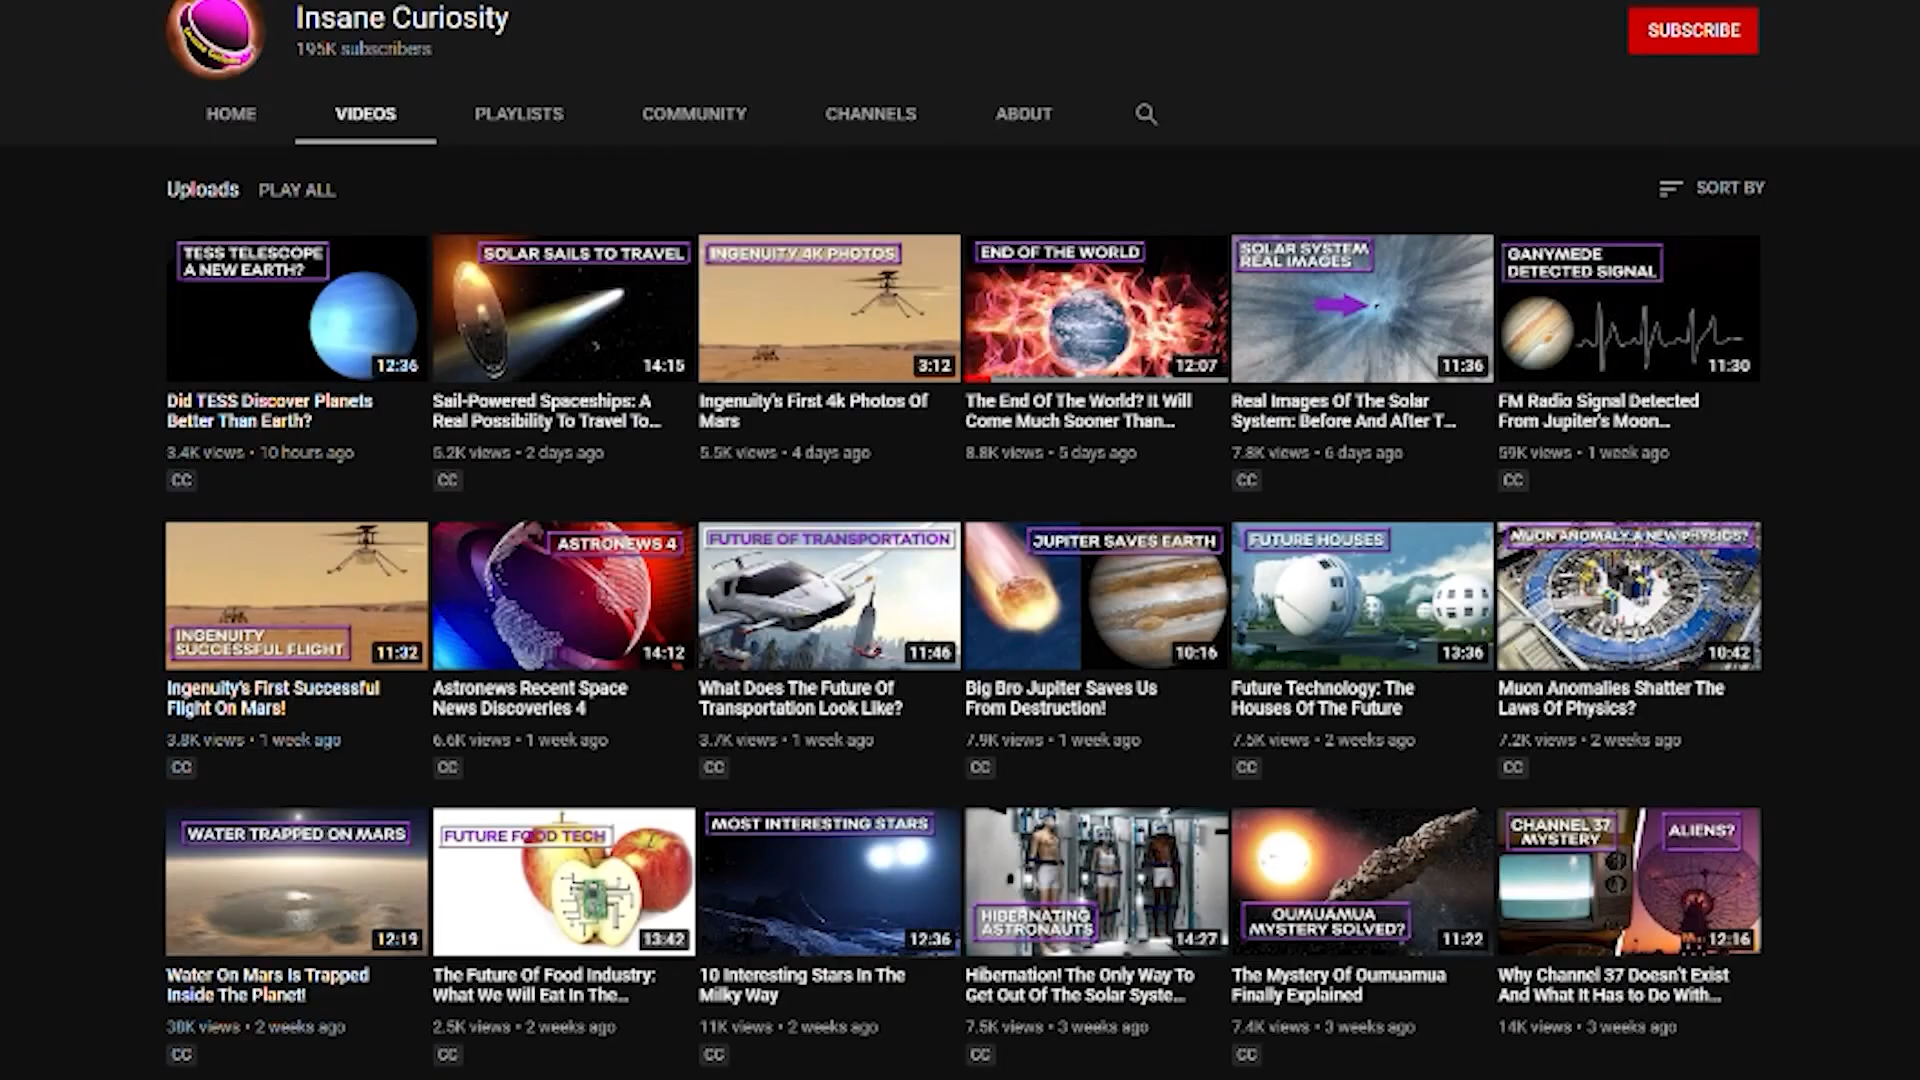 Insane Curiosity
195K subscribers
SUBSCRIBE
HOME VIDEOS PLAYLISTS COMMUNITY CHANNELS ABOUT
Uploads PLAY ALL SORT BY
TESS TELESCOPE
A NEW EARTH?
12:36
SOLAR SAILS TO TRAVEL
14:15
INGENUITY 4K PHOTOS
3:12
END OF THE WORLD
12:07
SOLAR SYSTEM
REAL IMAGES
11:36
GANYMEDE
DETECTED SIGNAL
11:30
Did TESS Discover Planets
Better Than Earth?
3.4K views • 10 hours ago
CC
Sail-Powered Spaceships: A
Real Possibility To Travel To...
5.2K views • 2 days ago
CC
Ingenuity's First 4k Photos Of
Mars
5.5K views • 4 days ago
The End Of The World? It Will
Come Much Sooner Than...
8.8K views • 5 days ago
Real Images Of The Solar
System: Before And After T...
7.8K views • 6 days ago
CC
FM Radio Signal Detected
From Jupiter's Moon...
59K views • 1 week ago
CC
INGENUITY
SUCCESSFUL FLIGHT
11:32
ASTRONEWS 4
14:12
FUTURE OF TRANSPORTATION
11:46
JUPITER SAVES EARTH
10:16
FUTURE HOUSES
13:36
MUON ANOMALY A NEW PHYSICS?
10:42
Ingenuity's First Successful
Flight On Mars!
3.8K views • 1 week ago
CC
Astronews Recent Space
News Discoveries 4
6.6K views • 1 week ago
CC
What Does The Future Of
Transportation Look Like?
3.7K views • 1 week ago
CC
Big Bro Jupiter Saves Us
From Destruction!
7.9K views • 1 week ago
CC
Future Technology: The
Houses Of The Future
7.5K views • 2 weeks ago
CC
Muon Anomalies Shatter The
Laws Of Physics?
7.2K views • 2 weeks ago
CC
WATER TRAPPED ON MARS
12:19
FUTURE FOOD TECH
13:42
MOST INTERESTING STARS
12:36
HIBERNATING
ASTRONAUTS
14:27
OUMUAMUA
MYSTERY SOLVED?
11:22
CHANNEL 37
MYSTERY
ALIENS?
12:16
Water On Mars Is Trapped
Inside The Planet!
38K views • 2 weeks ago
CC
The Future Of Food Industry:
What We Will Eat In The...
2.5K views • 2 weeks ago
CC
10 Interesting Stars In The
Milky Way
11K views • 2 weeks ago
CC
Hibernation! The Only Way To
Get Out Of The Solar Syste...
7.5K views • 3 weeks ago
CC
The Mystery Of Oumuamua
Finally Explained
7.4K views • 3 weeks ago
CC
Why Channel 37 Doesn't Exist
And What It Has to Do With...
14K views • 3 weeks ago